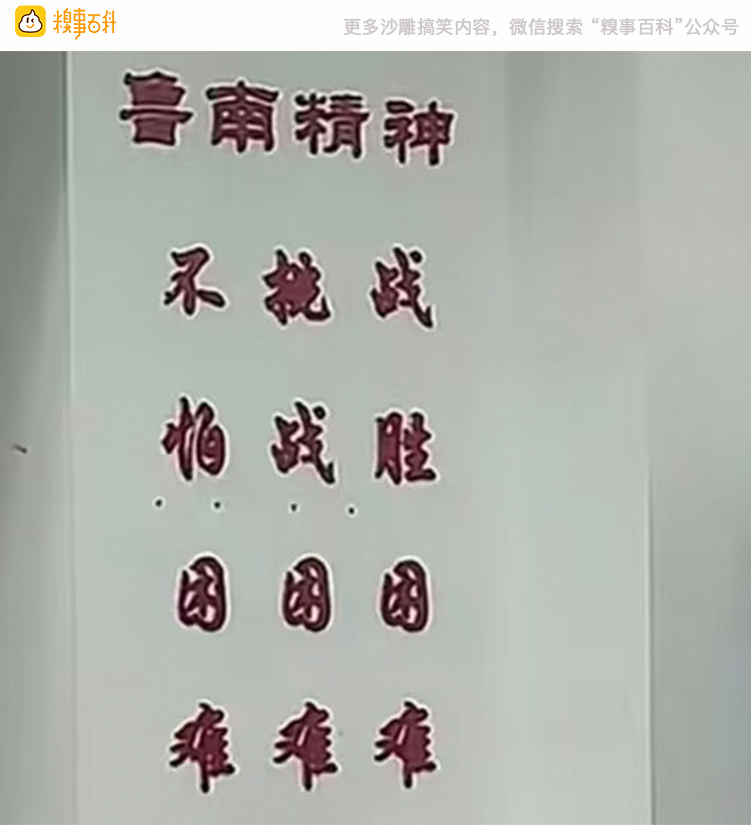 糗事百科
更多沙雕搞笑内容，微信搜索“糗事百科”公众号
鲁南精神
不怕困难
挑战困难
战胜困难